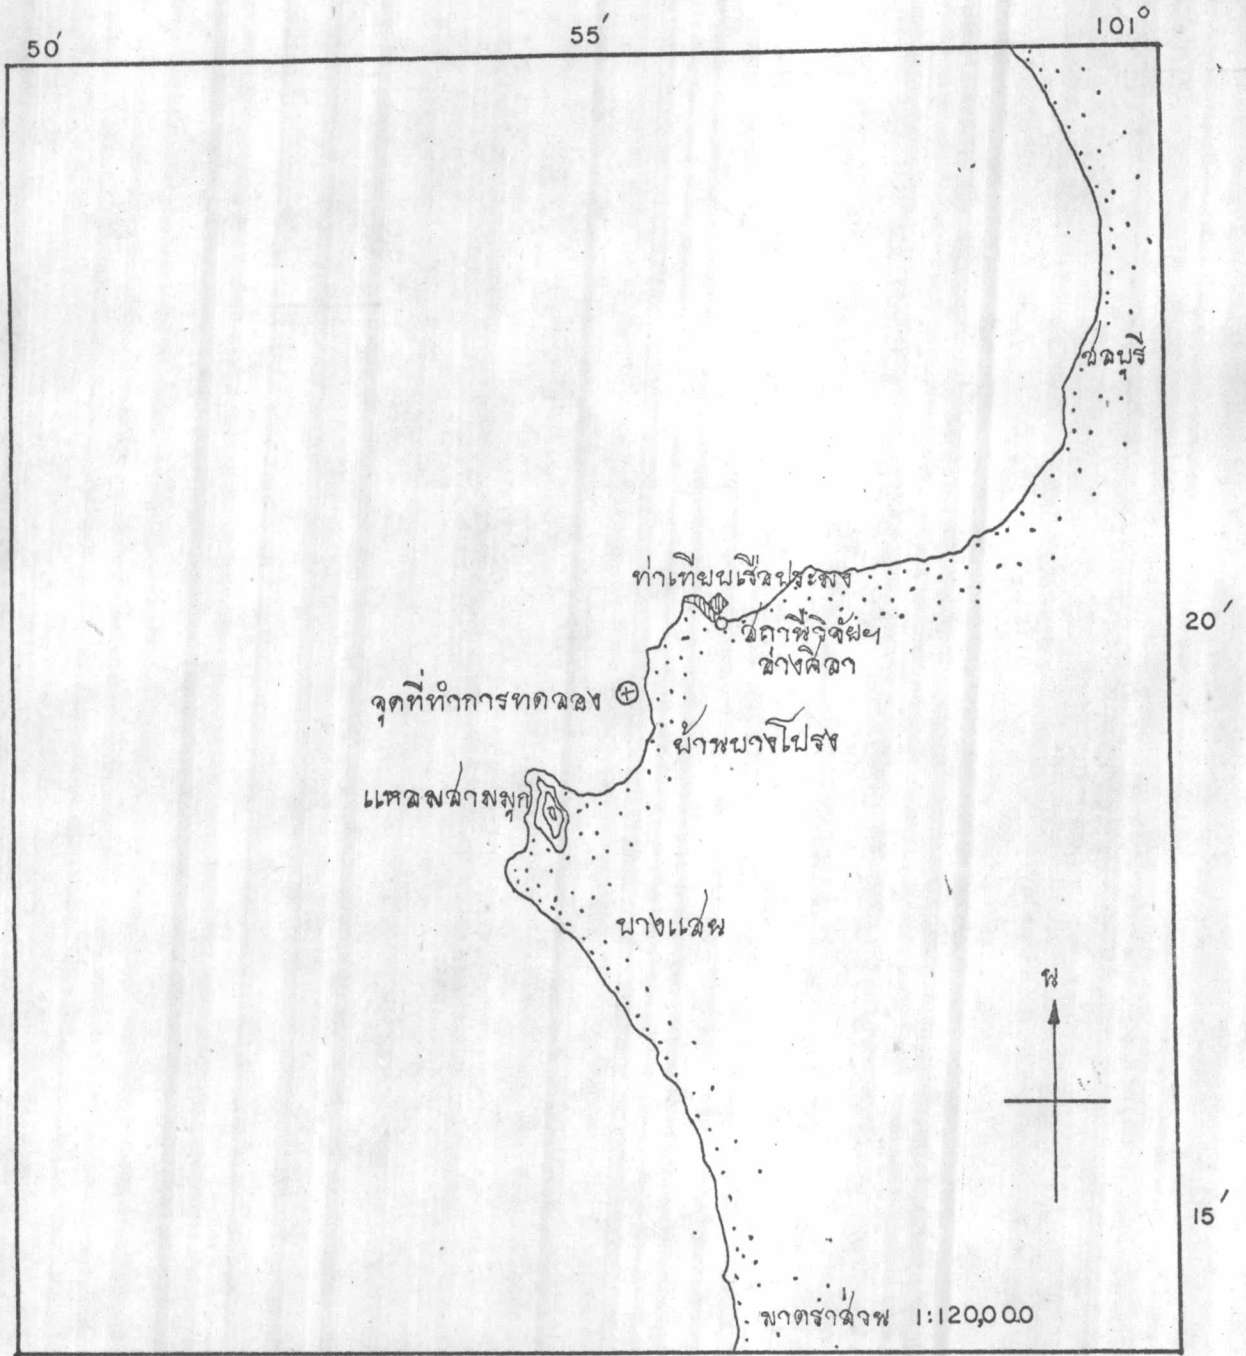 50′
55′
101°
ชลบุรี
ท่าเทียบเรือประมง
สถานีวิจัยฯ
อ่างศิลา
20′
จุดที่ทำการทดลอง
บ้านบางโปรง
แหลมสามมุก
บางแสน
น
15′
มาตราส่วน 1:120,000